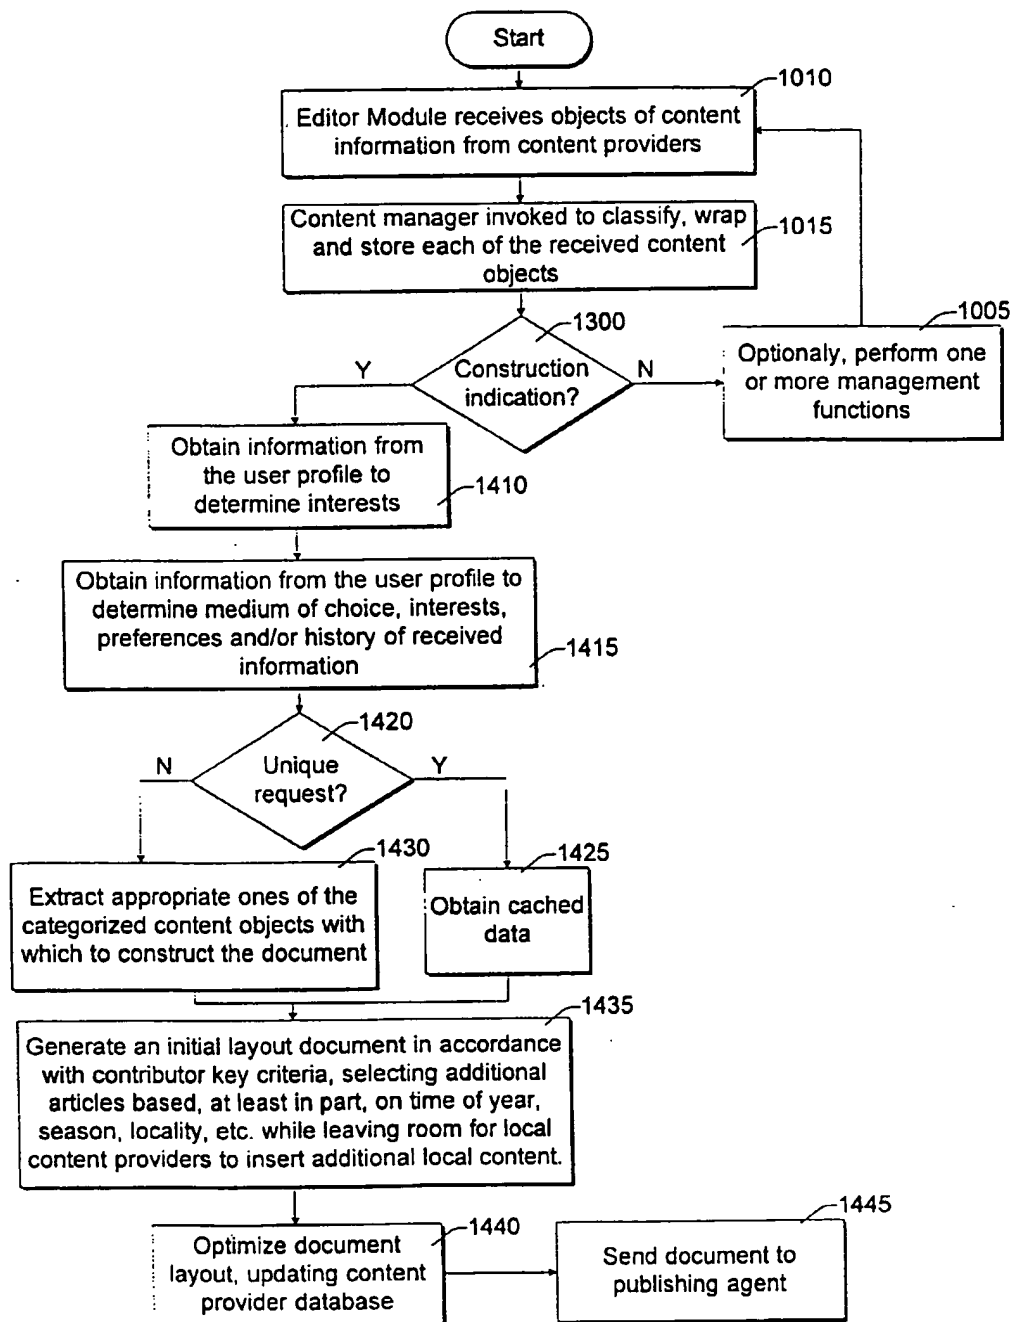 Start
1010
Editor Module receives objects of content
information from content providers
Content manager invoked to classify, wrap
and store each of the received content
objects
1015
1300
Construction
indication?
Y
N
1005
Optionaly, perform one
or more management
functions
Obtain information from
the user profile to
determine interests
1410
Obtain information from the user profile to
determine medium of choice, interests,
preferences and/or history of received
information
1415
1420
Unique
request?
N
Y
1430
Extract appropriate ones of the
categorized content objects with
which to construct the document
1425
Obtain cached
data
1435
Generate an initial layout document in accordance
with contributor key criteria, selecting additional
articles based, at least in part, on time of year,
season, locality, etc. while leaving room for local
content providers to insert additional local content.
1440
Optimize document
layout, updating content
provider database
1445
Send document to
publishing agent